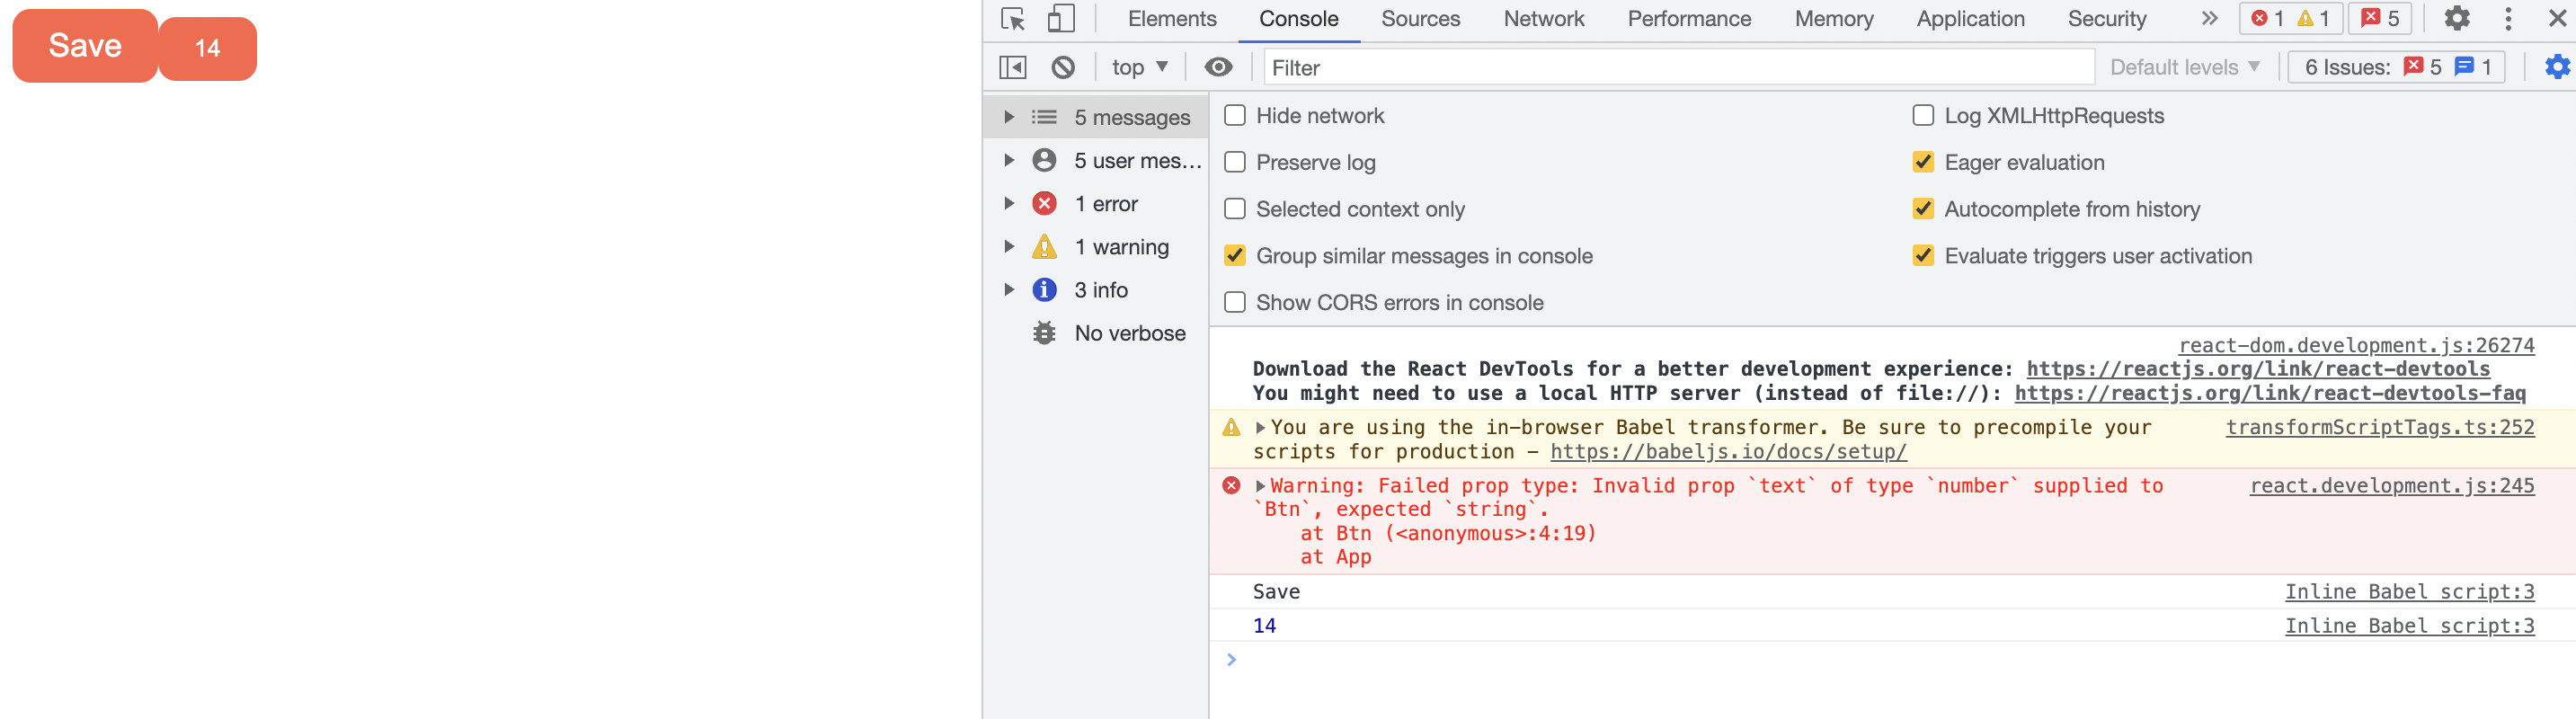 Save
14
Elements Console Sources Network Performance Memory Application Security » 1 1 5
top ▼ Filter Default levels ▼ 6 Issues: 5 1
5 messages
5 user mes…
1 error
1 warning
3 info
No verbose
Hide network
Log XMLHttpRequests
Preserve log
Eager evaluation
Selected context only
Autocomplete from history
Group similar messages in console
Evaluate triggers user activation
Show CORS errors in console
react-dom.development.js:26274
Download the React DevTools for a better development experience: https://reactjs.org/link/react-devtools
You might need to use a local HTTP server (instead of file://): https://reactjs.org/link/react-devtools-faq
You are using the in-browser Babel transformer. Be sure to precompile your transformScriptTags.ts:252
scripts for production – https://babeljs.io/docs/setup/
Warning: Failed prop type: Invalid prop `text` of type `number` supplied to react.development.js:245
`Btn`, expected `string`.
at Btn (<anonymous>:4:19)
at App
Save Inline Babel script:3
14 Inline Babel script:3